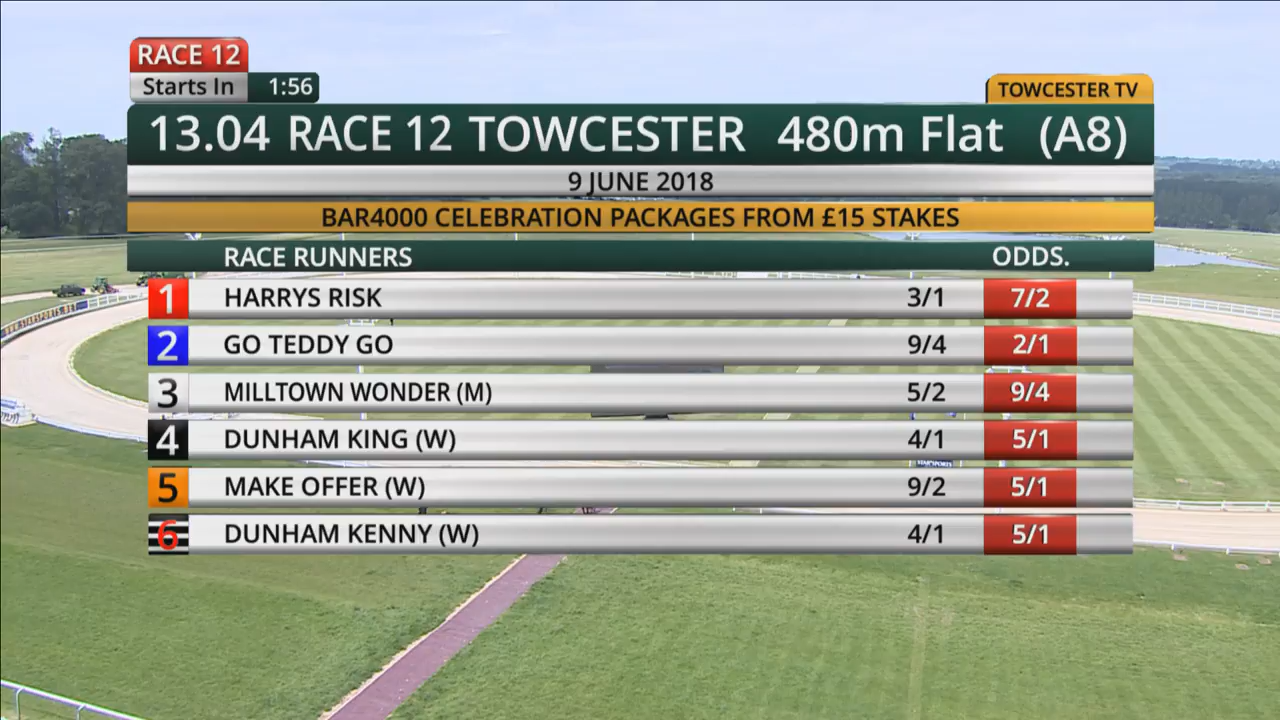 RACE 12
Starts In 1:56
TOWCESTER TV
13.04 RACE 12 TOWCESTER 480m Flat (A8)
9 JUNE 2018
BAR4000 CELEBRATION PACKAGES FROM £15 STAKES
RACE RUNNERS ODDS.
1 HARRYS RISK 3/1 7/2
2 GO TEDDY GO 9/4 2/1
3 MILLTOWN WONDER (M) 5/2 9/4
4 DUNHAM KING (W) 4/1 5/1
5 MAKE OFFER (W) 9/2 5/1
6 DUNHAM KENNY (W) 4/1 5/1